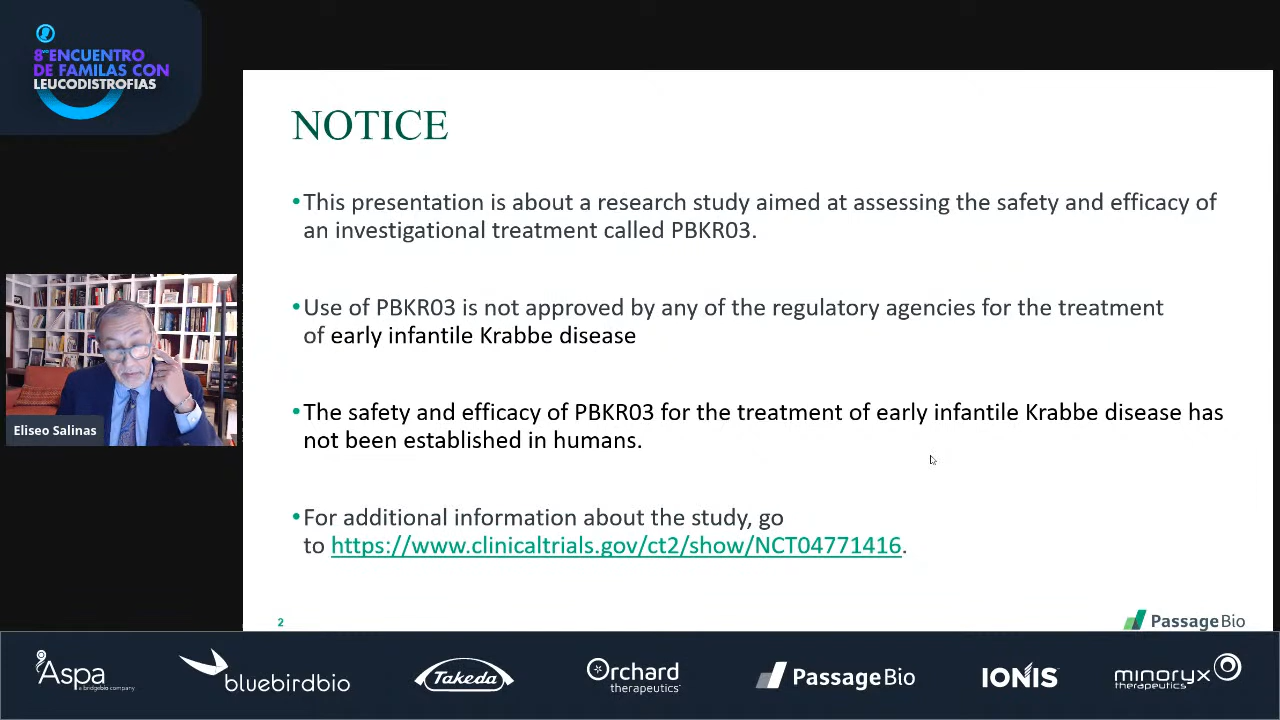 8vo ENCUENTRO
DE FAMILAS CON
LEUCODISTROFIAS
NOTICE
•This presentation is about a research study aimed at assessing the safety and efficacy of
an investigational treatment called PBKR03.
•Use of PBKR03 is not approved by any of the regulatory agencies for the treatment
of early infantile Krabbe disease
•The safety and efficacy of PBKR03 for the treatment of early infantile Krabbe disease has
not been established in humans.
•For additional information about the study, go
to https://www.clinicaltrials.gov/ct2/show/NCT04771416.
Eliseo Salinas
2
PassageBio
Aspa
a bridgebio company
bluebirdbio
Takeda
Orchard
therapeutics
PassageBio
IONIS
minoryx
therapeutics